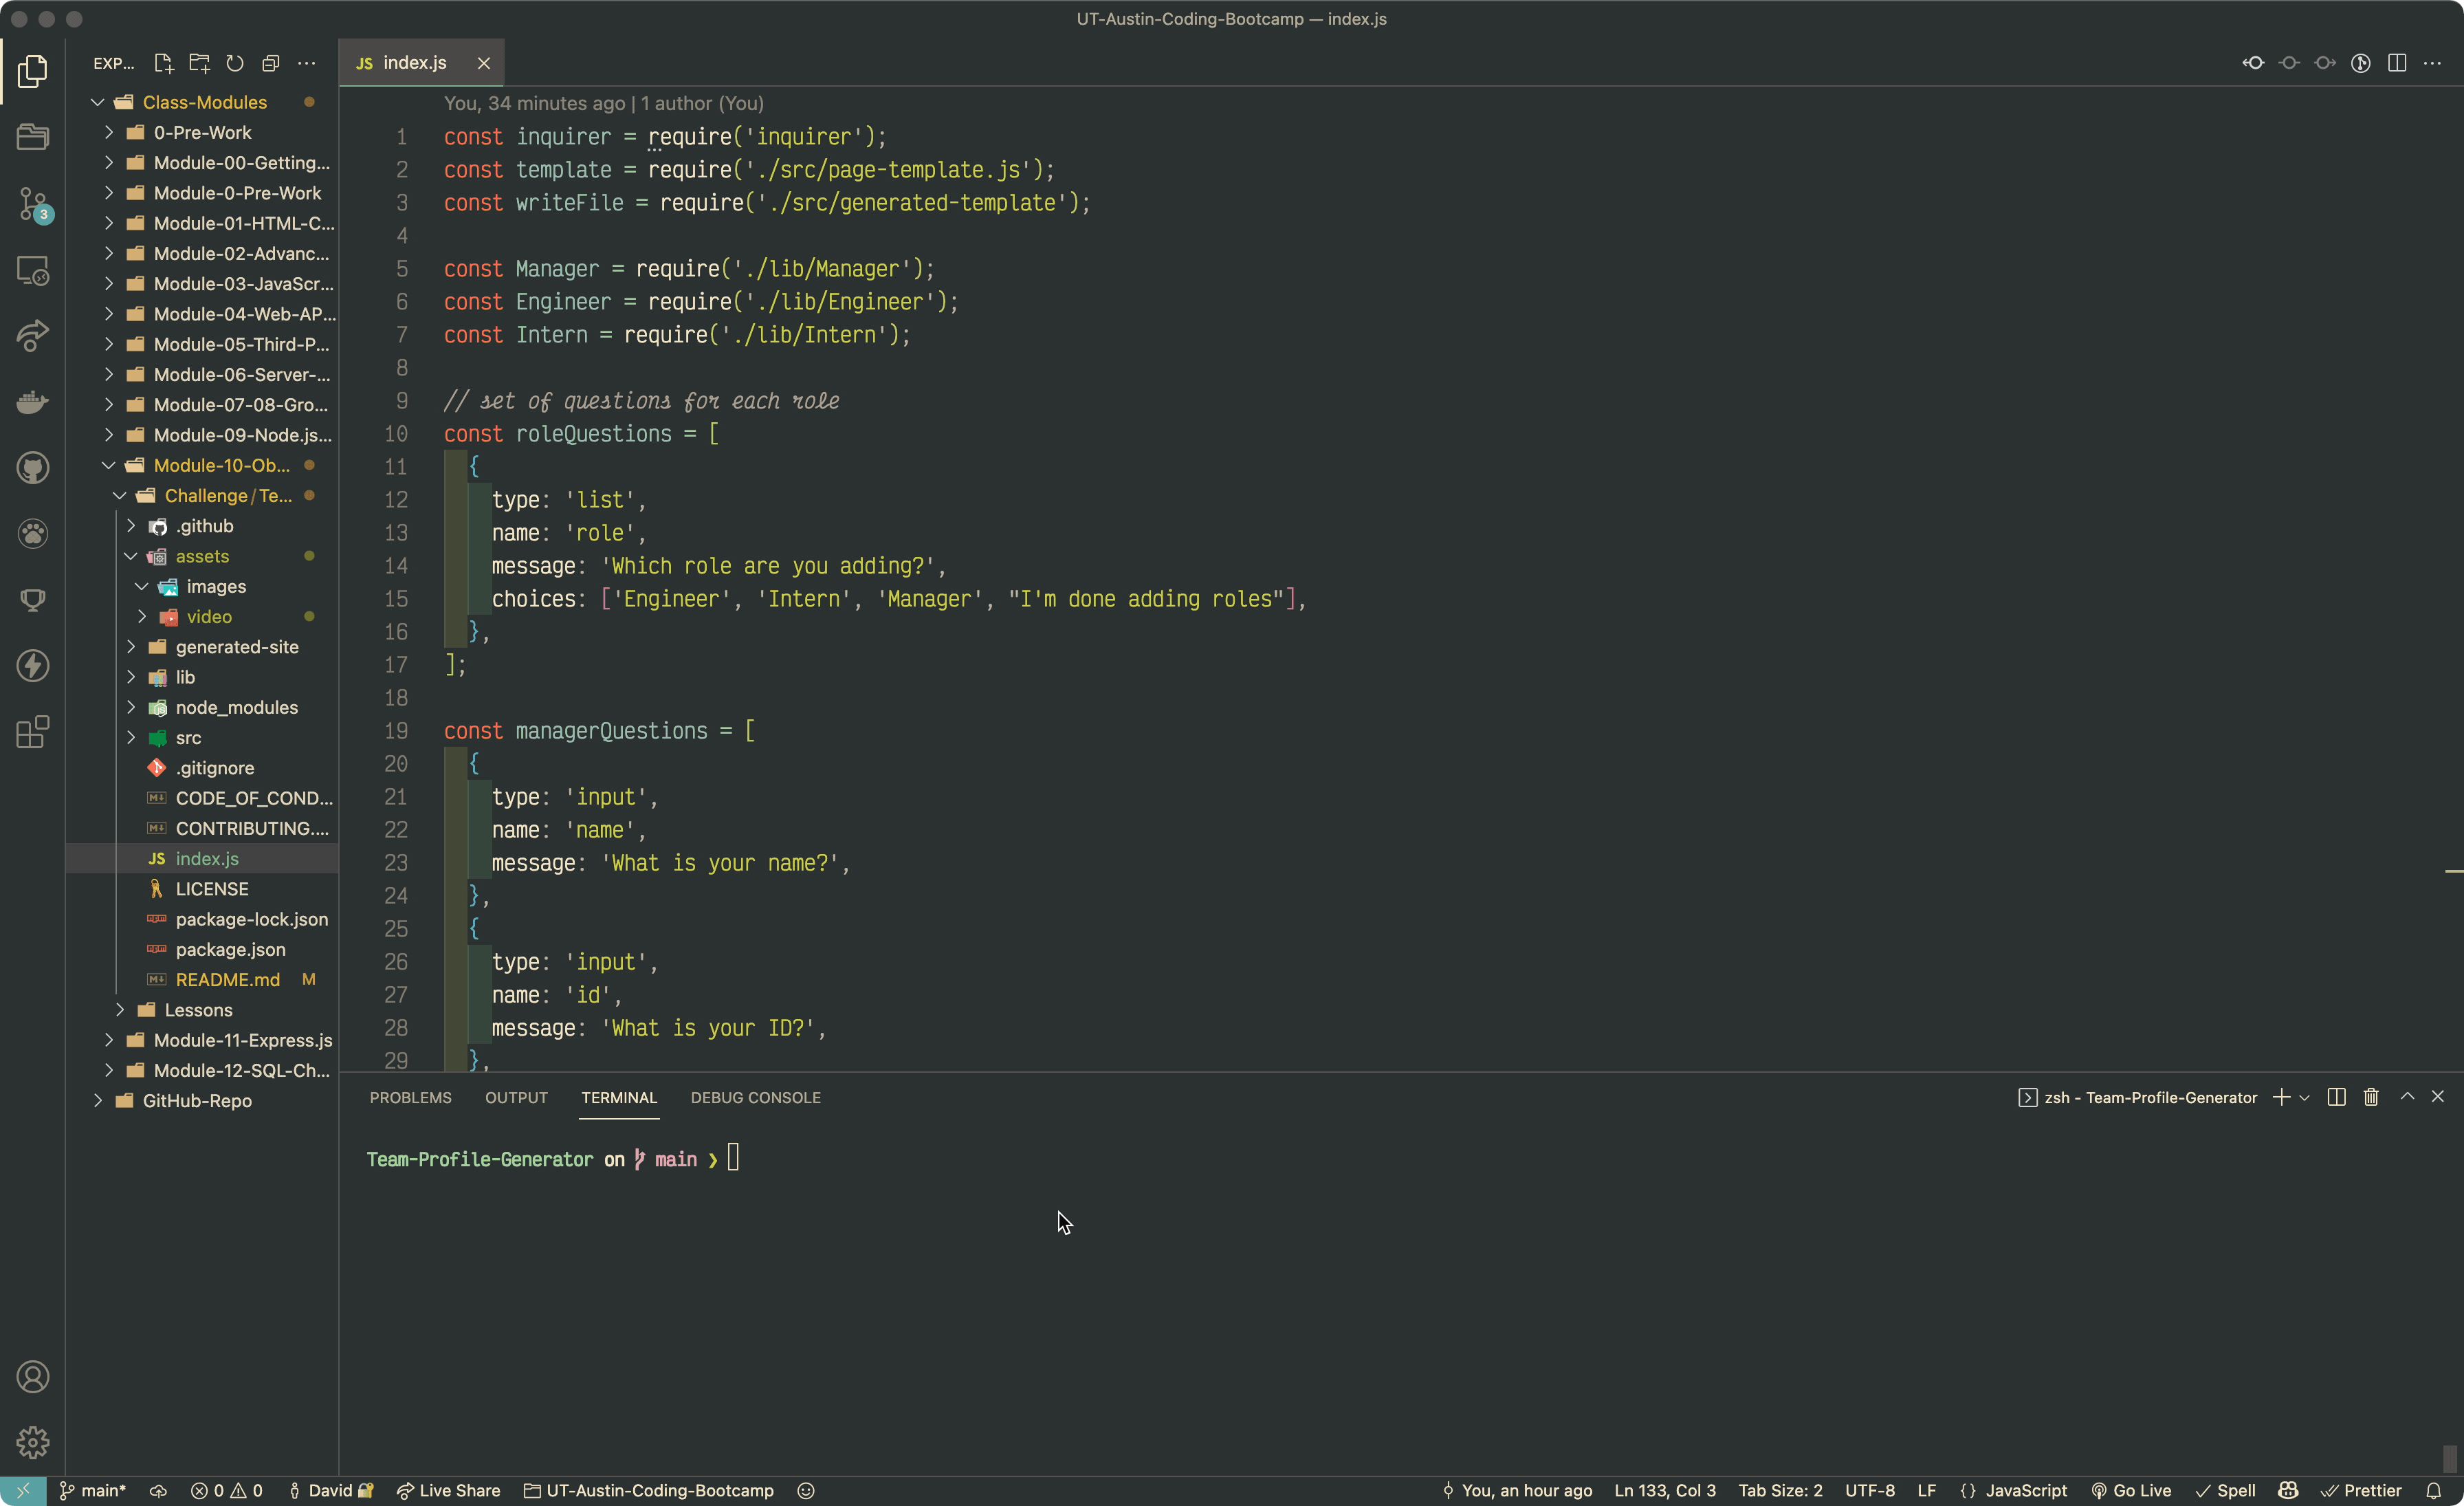 UT-Austin-Coding-Bootcamp — index.js
EXP...
JS index.js
3
Class-Modules
0-Pre-Work
Module-00-Getting...
Module-0-Pre-Work
Module-01-HTML-C...
Module-02-Advanc...
Module-03-JavaScr...
Module-04-Web-AP...
Module-05-Third-P...
Module-06-Server-...
Module-07-08-Gro...
Module-09-Node.js...
Module-10-Ob...
Challenge/Te...
.github
assets
images
video
generated-site
lib
node_modules
src
.gitignore
CODE_OF_COND...
CONTRIBUTING....
JS index.js
LICENSE
package-lock.json
package.json
README.md M
Lessons
Module-11-Express.js
Module-12-SQL-Ch...
GitHub-Repo
You, 34 minutes ago | 1 author (You)
1 const inquirer = require('inquirer');
2 const template = require('./src/page-template.js');
3 const writeFile = require('./src/generated-template');
4
5 const Manager = require('./lib/Manager');
6 const Engineer = require('./lib/Engineer');
7 const Intern = require('./lib/Intern');
8
9 // set of questions for each role
10 const roleQuestions = [
11 {
12 type: 'list',
13 name: 'role',
14 message: 'Which role are you adding?',
15 choices: ['Engineer', 'Intern', 'Manager', "I'm done adding roles"],
16 },
17 ];
18
19 const managerQuestions = [
20 {
21 type: 'input',
22 name: 'name',
23 message: 'What is your name?',
24 },
25 {
26 type: 'input',
27 name: 'id',
28 message: 'What is your ID?',
29 },
PROBLEMS OUTPUT TERMINAL DEBUG CONSOLE zsh - Team-Profile-Generator
Team-Profile-Generator on main ❯
main* 0 0 David Live Share UT-Austin-Coding-Bootcamp You, an hour ago Ln 133, Col 3 Tab Size: 2 UTF-8 LF {} JavaScript Go Live Spell Prettier